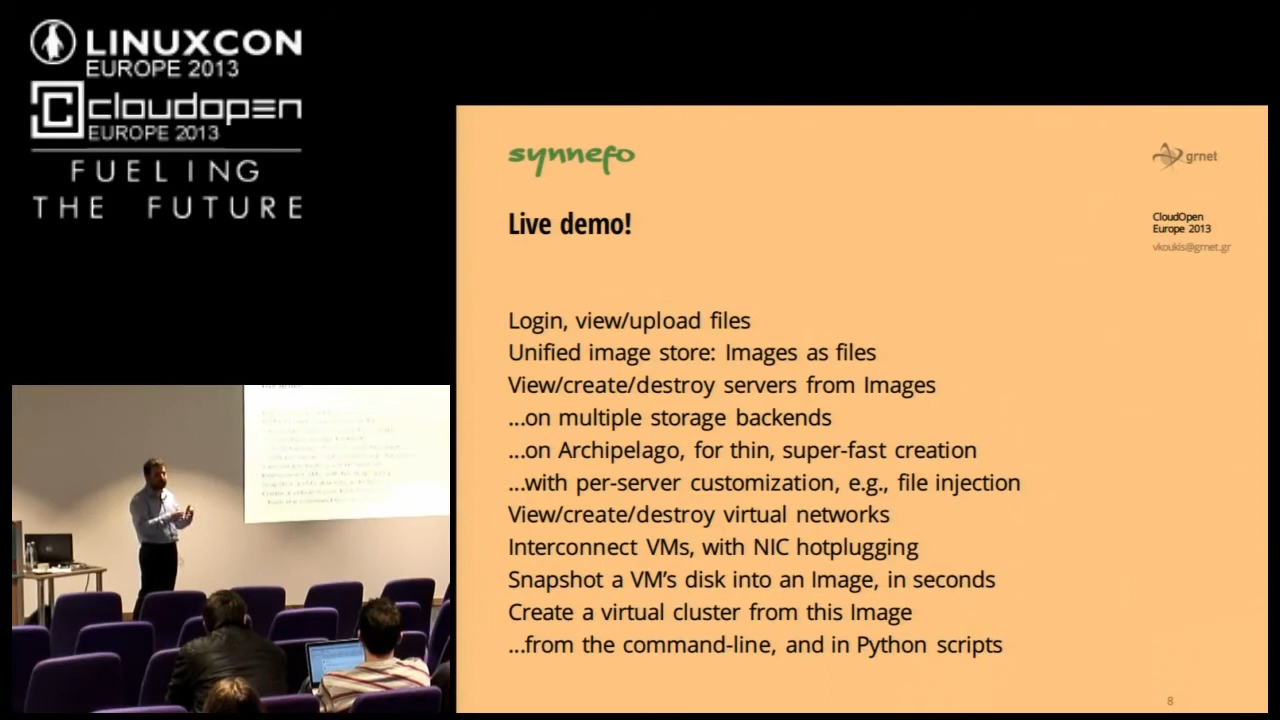 LINUXCON
EUROPE 2013
cloudopen
EUROPE 2013
FUELING
THE FUTURE
synnefo
grnet
Live demo!
CloudOpen
Europe 2013
vkoukis@grnet.gr
Login, view/upload files
Unified image store: Images as files
View/create/destroy servers from Images
...on multiple storage backends
...on Archipelago, for thin, super-fast creation
...with per-server customization, e.g., file injection
View/create/destroy virtual networks
Interconnect VMs, with NIC hotplugging
Snapshot a VM's disk into an Image, in seconds
Create a virtual cluster from this Image
...from the command-line, and in Python scripts
8